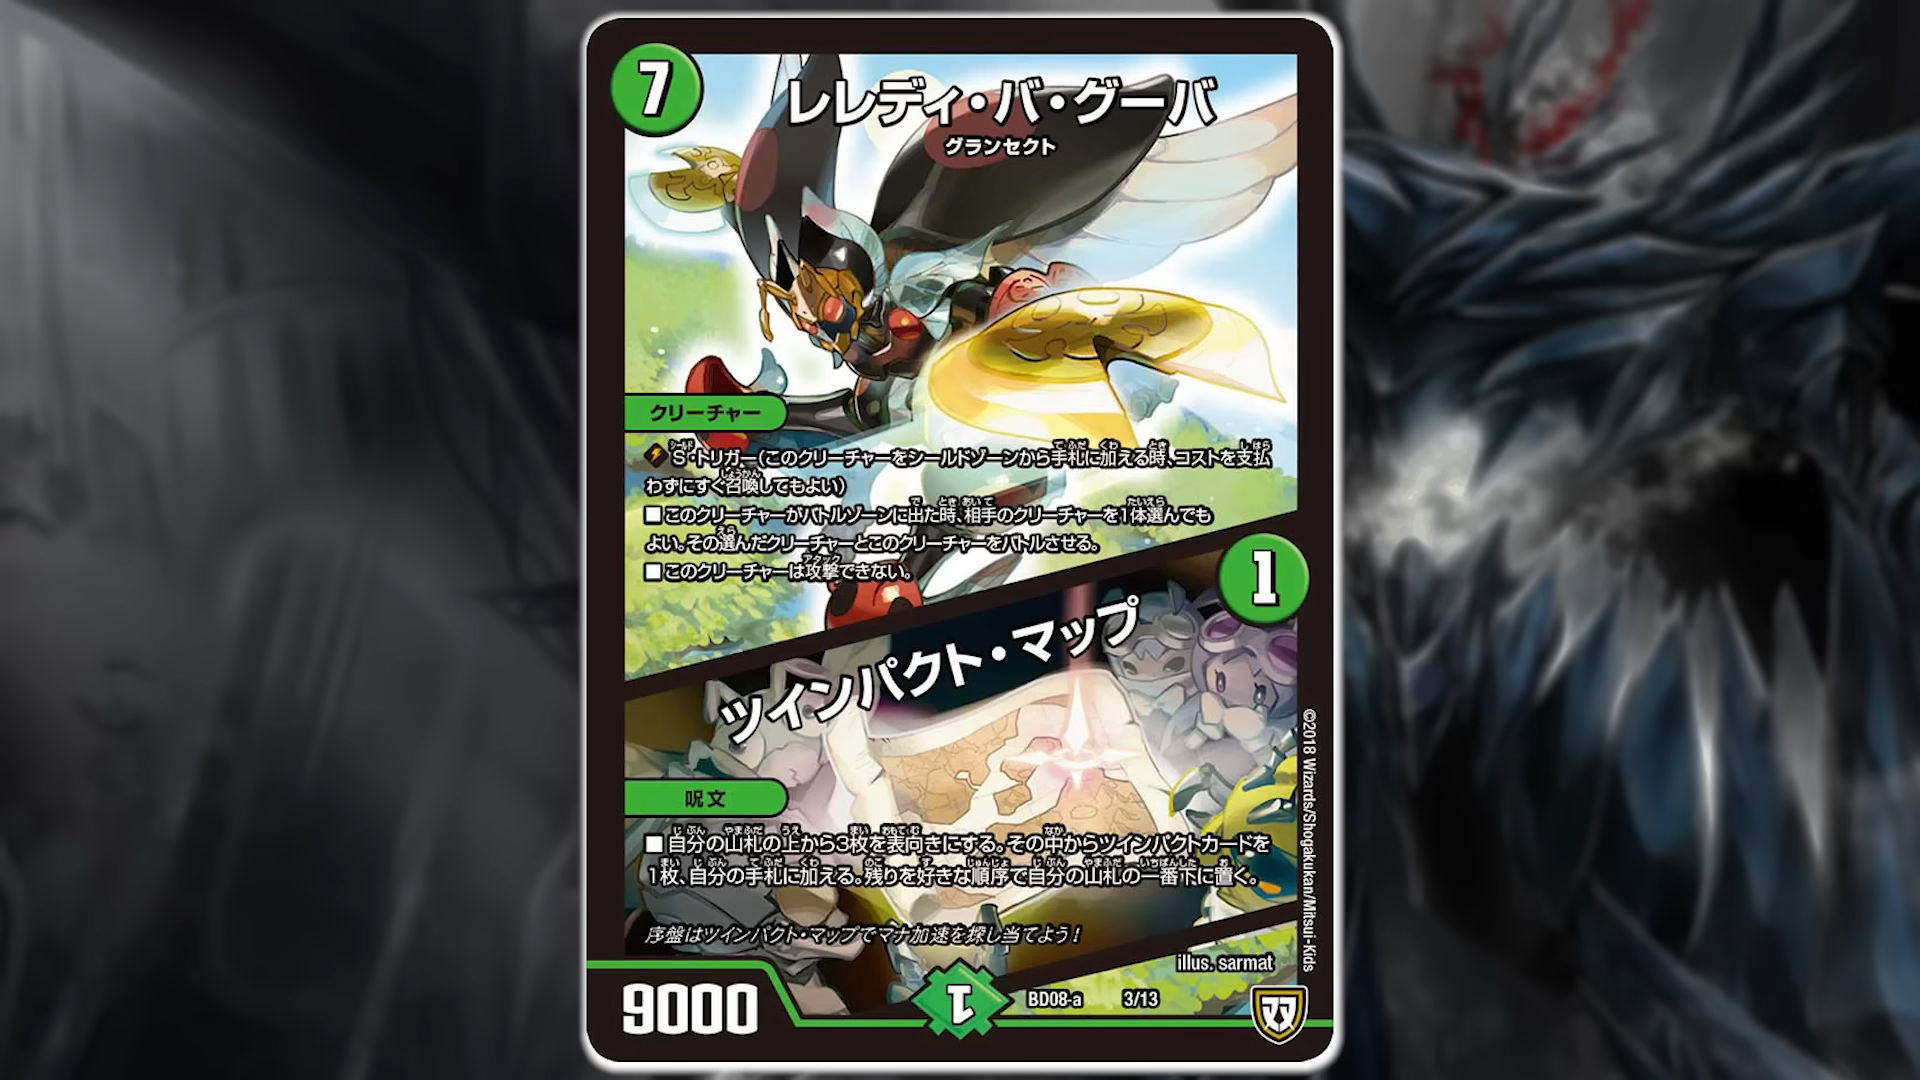 7
レレディ・バ・グーバ
グランセクト
クリーチャー
S・トリガー(このクリーチャーをシールドゾーンから手札に加える時、コストを支払
わずにすぐ召喚してもよい)
■このクリーチャーがバトルゾーンに出た時、相手のクリーチャーを1体選んでも
よい。その選んだクリーチャーとこのクリーチャーをバトルさせる。
■このクリーチャーは攻撃できない。
1
ツインパクト・マップ
呪文
■自分の山札の上から3枚を表向きにする。その中からツインパクトカードを
1枚、自分の手札に加える。残りを好きな順序で自分の山札の一番下に置く。
序盤はツインパクト・マップでマナ加速を探し当てよう!
illus. sarmat
©2018 Wizards/Shogakukan/Mitsui-Kids
9000
1
BD08-a 3/13